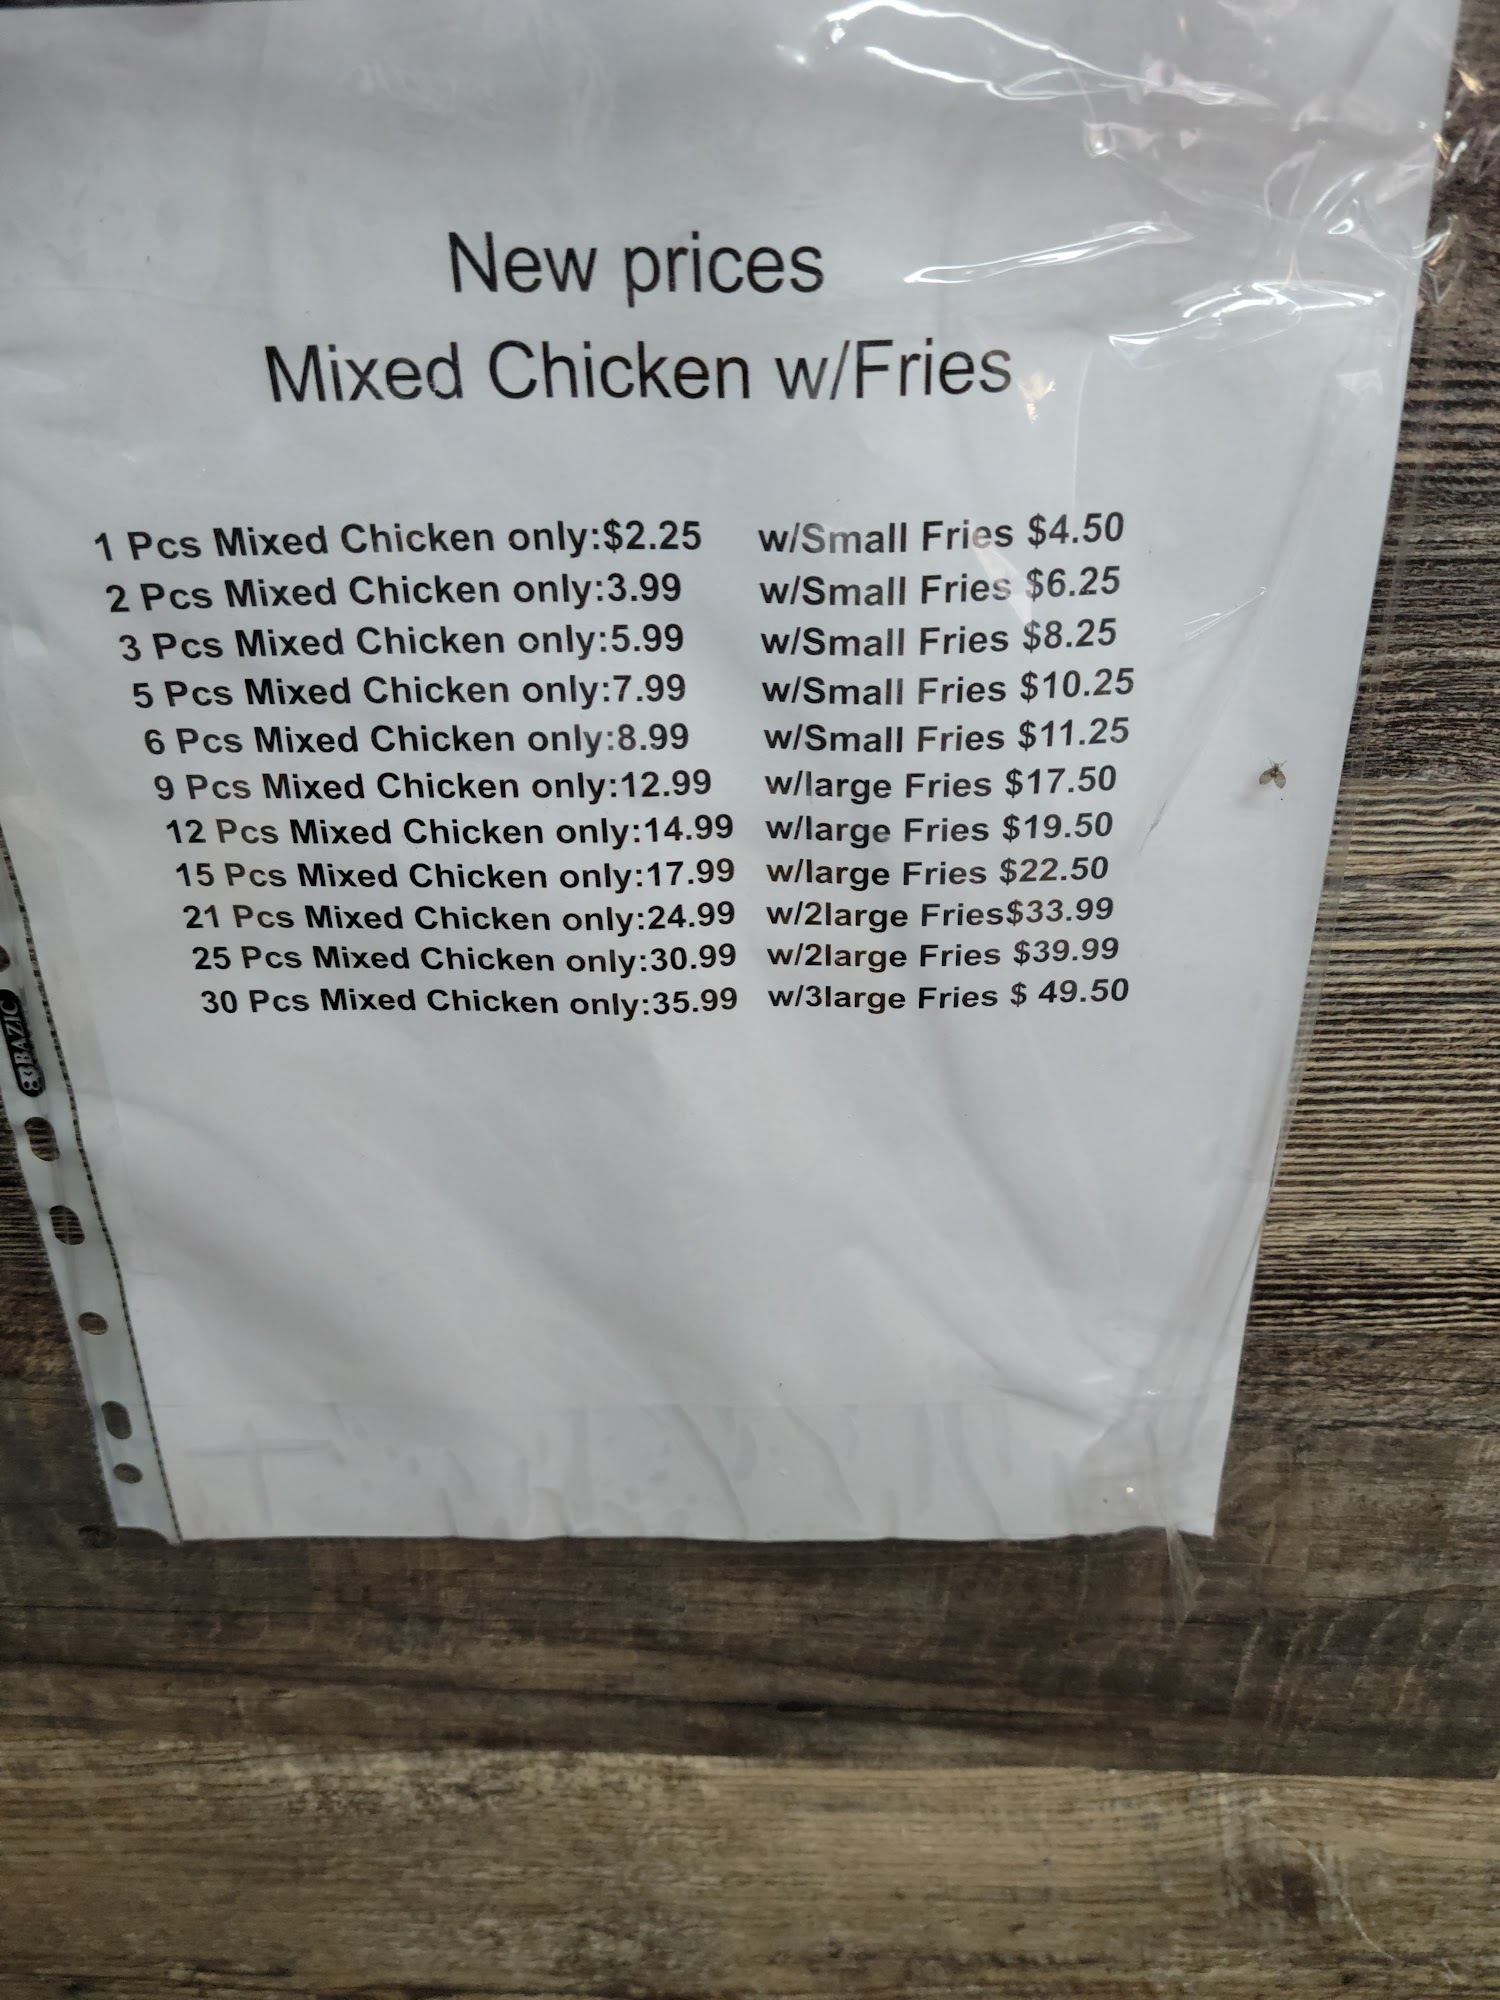 New prices
Mixed Chicken w/Fries
1 Pcs Mixed Chicken only:$2.25 w/Small Fries $4.50
2 Pcs Mixed Chicken only:3.99 w/Small Fries $6.25
3 Pcs Mixed Chicken only:5.99 w/Small Fries $8.25
5 Pcs Mixed Chicken only:7.99 w/Small Fries $10.25
6 Pcs Mixed Chicken only:8.99 w/Small Fries $11.25
9 Pcs Mixed Chicken only:12.99 w/large Fries $17.50
12 Pcs Mixed Chicken only:14.99 w/large Fries $19.50
15 Pcs Mixed Chicken only:17.99 w/large Fries $22.50
21 Pcs Mixed Chicken only:24.99 w/2large Fries$33.99
25 Pcs Mixed Chicken only:30.99 w/2large Fries $39.99
30 Pcs Mixed Chicken only:35.99 w/3large Fries $ 49.50
BAZIC